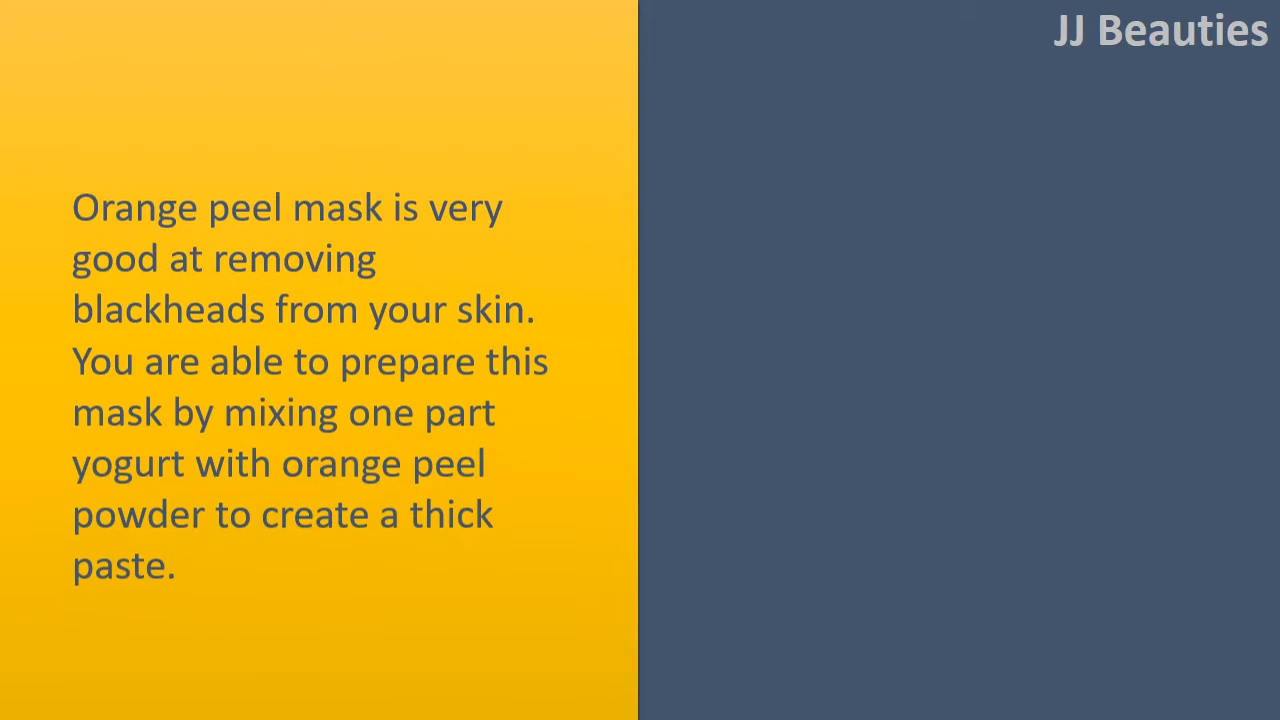 JJ Beauties
Orange peel mask is very
good at removing
blackheads from your skin.
You are able to prepare this
mask by mixing one part
yogurt with orange peel
powder to create a thick
paste.